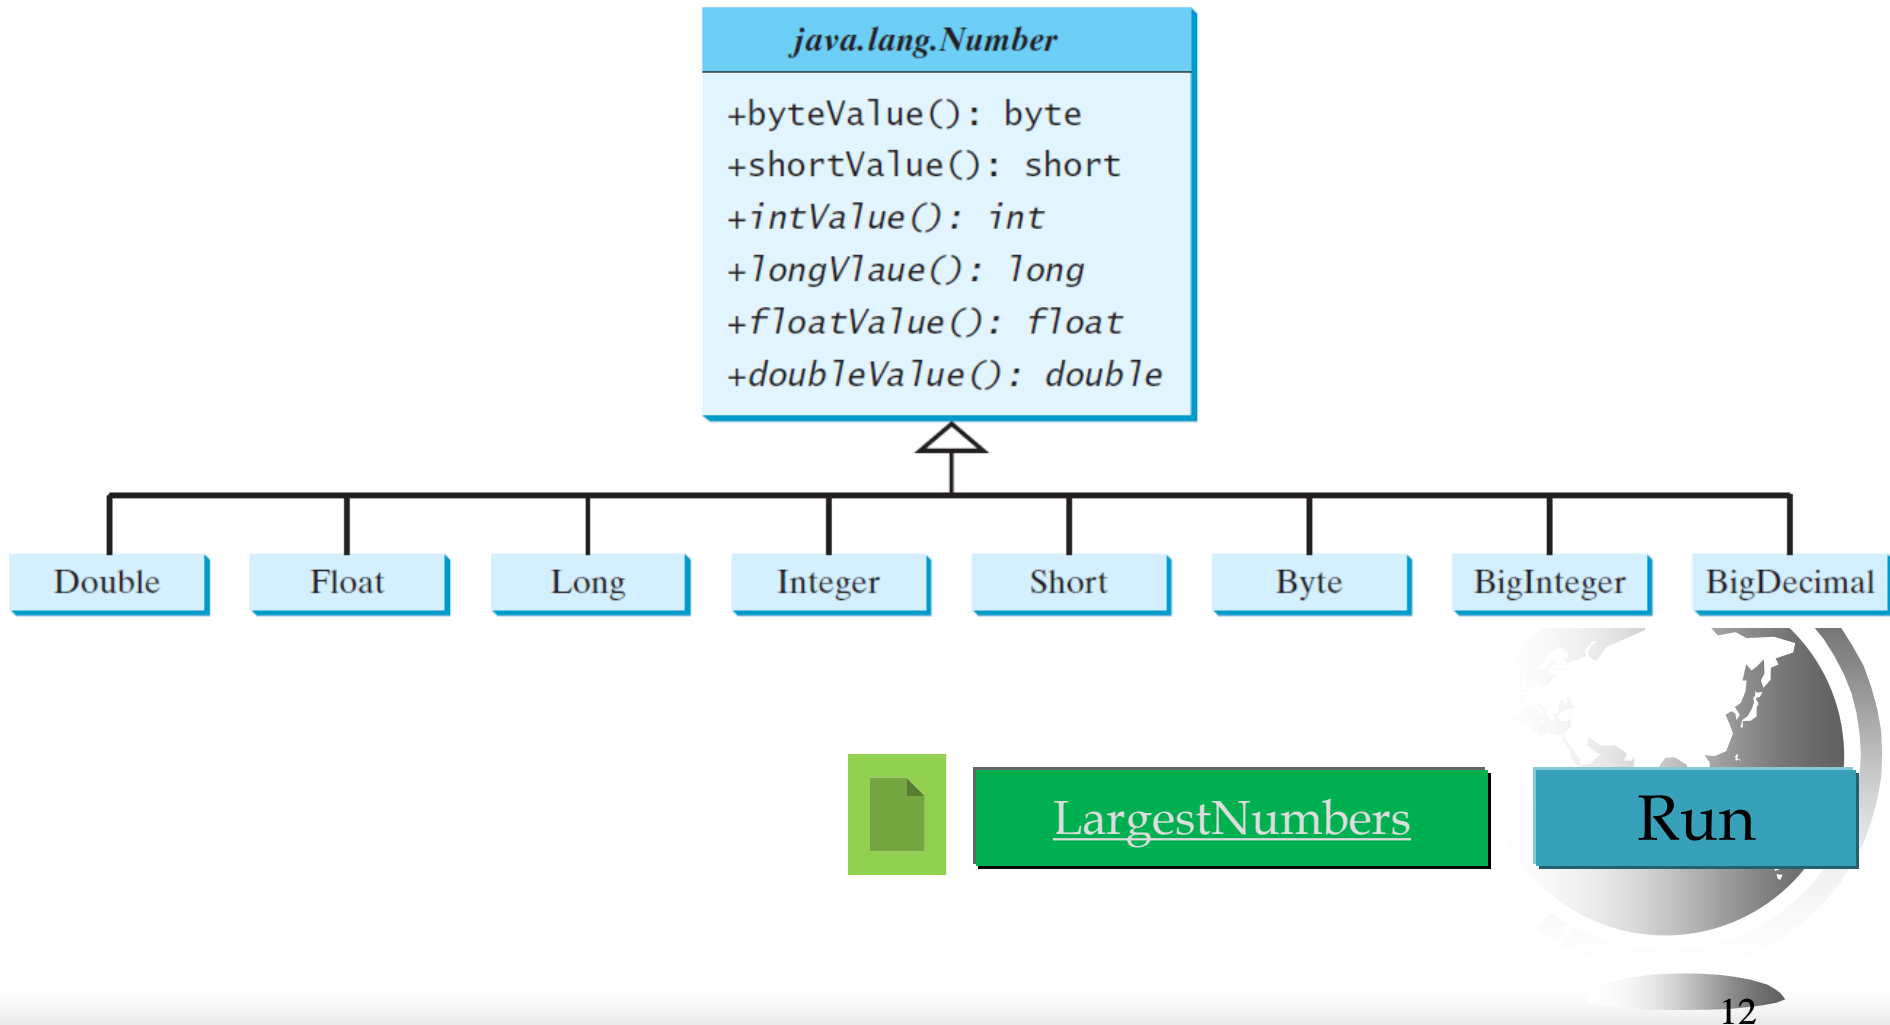 java.lang.Number
+byteValue(): byte
+shortValue(): short
+intValue(): int
+longVlaue(): long
+floatValue(): float
+doubleValue(): double
Double Float Long Integer Short Byte BigInteger BigDecimal
LargestNumbers Run
12